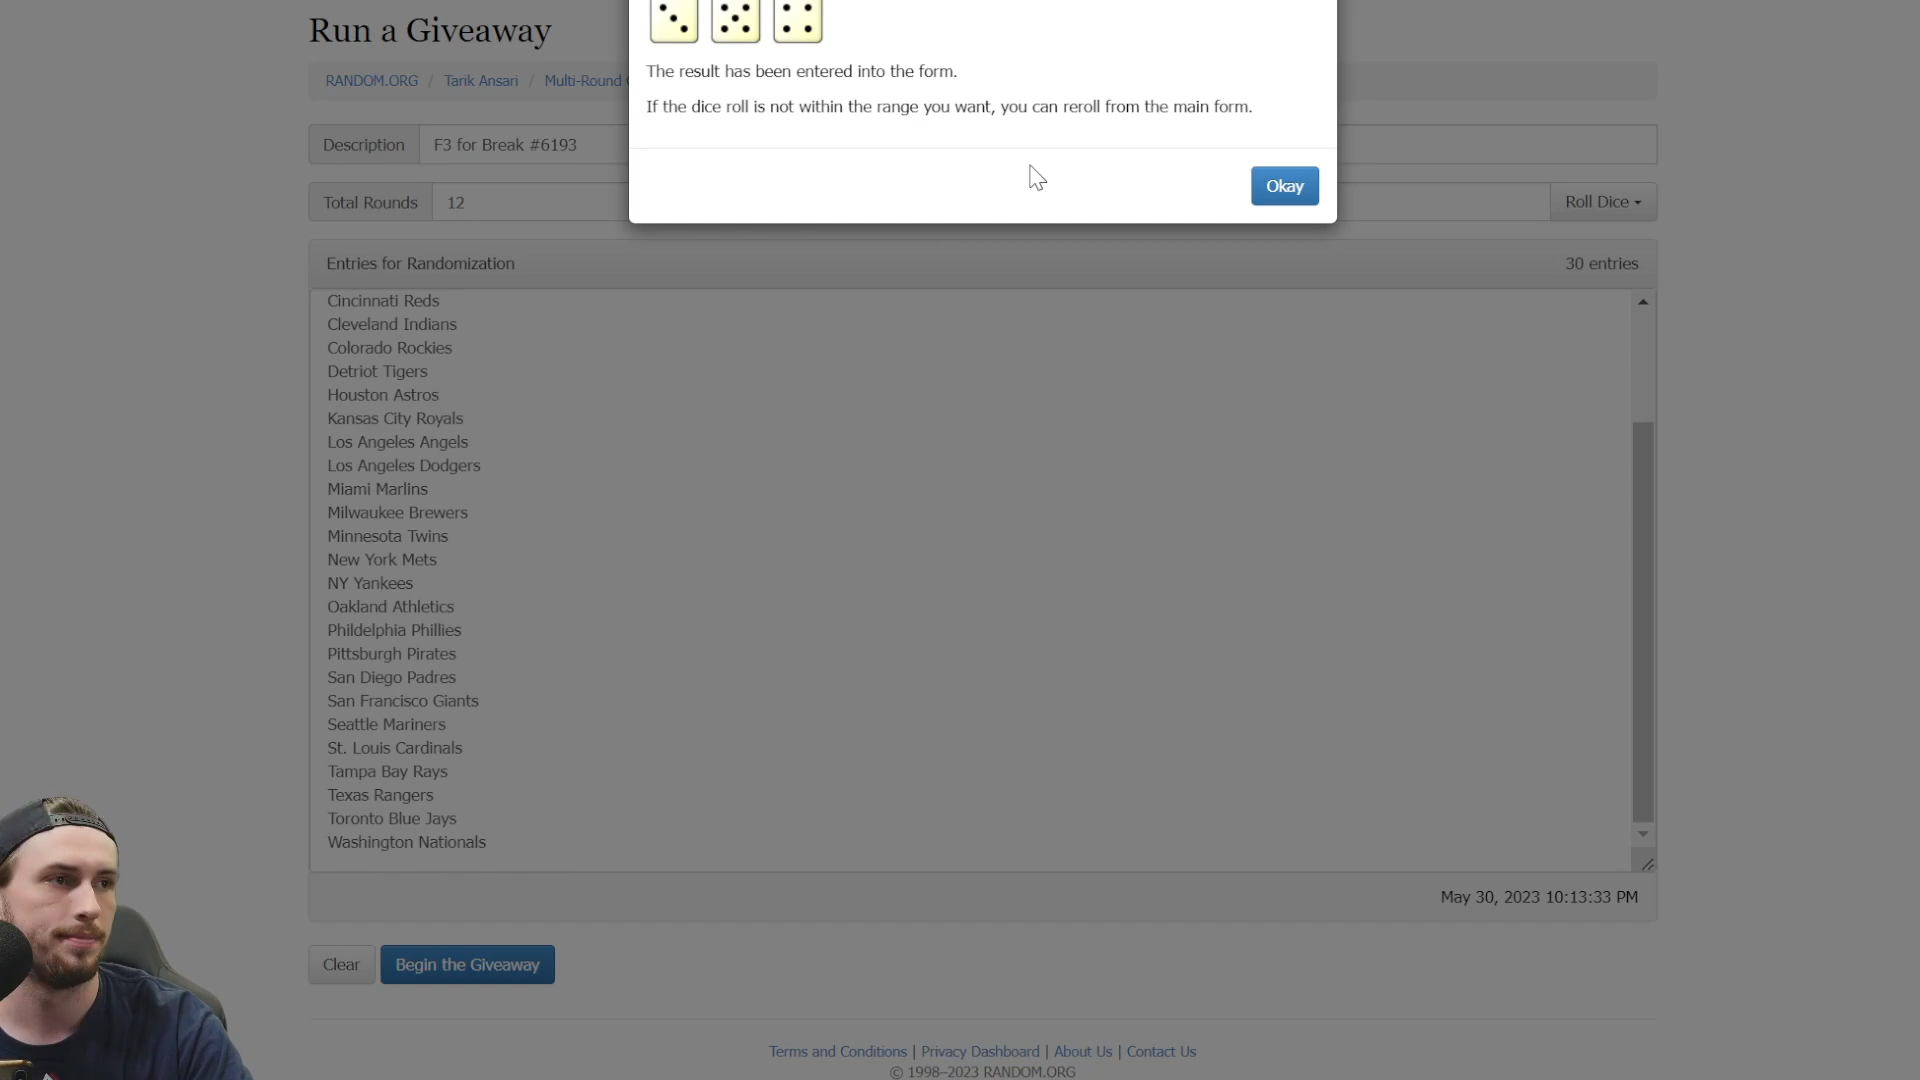 Run a Giveaway
RANDOM.ORG / Tarik Ansari / Multi-Round
The result has been entered into the form.
If the dice roll is not within the range you want, you can reroll from the main form.
Description F3 for Break #6193
Okay
Total Rounds 12 Roll Dice
Entries for Randomization 30 entries
Cincinnati Reds
Cleveland Indians
Colorado Rockies
Detriot Tigers
Houston Astros
Kansas City Royals
Los Angeles Angels
Los Angeles Dodgers
Miami Marlins
Milwaukee Brewers
Minnesota Twins
New York Mets
NY Yankees
Oakland Athletics
Phildelphia Phillies
Pittsburgh Pirates
San Diego Padres
San Francisco Giants
Seattle Mariners
St. Louis Cardinals
Tampa Bay Rays
Texas Rangers
Toronto Blue Jays
Washington Nationals
May 30, 2023 10:13:33 PM
Clear Begin the Giveaway
Terms and Conditions | Privacy Dashboard | About Us | Contact Us
© 1998–2023 RANDOM.ORG